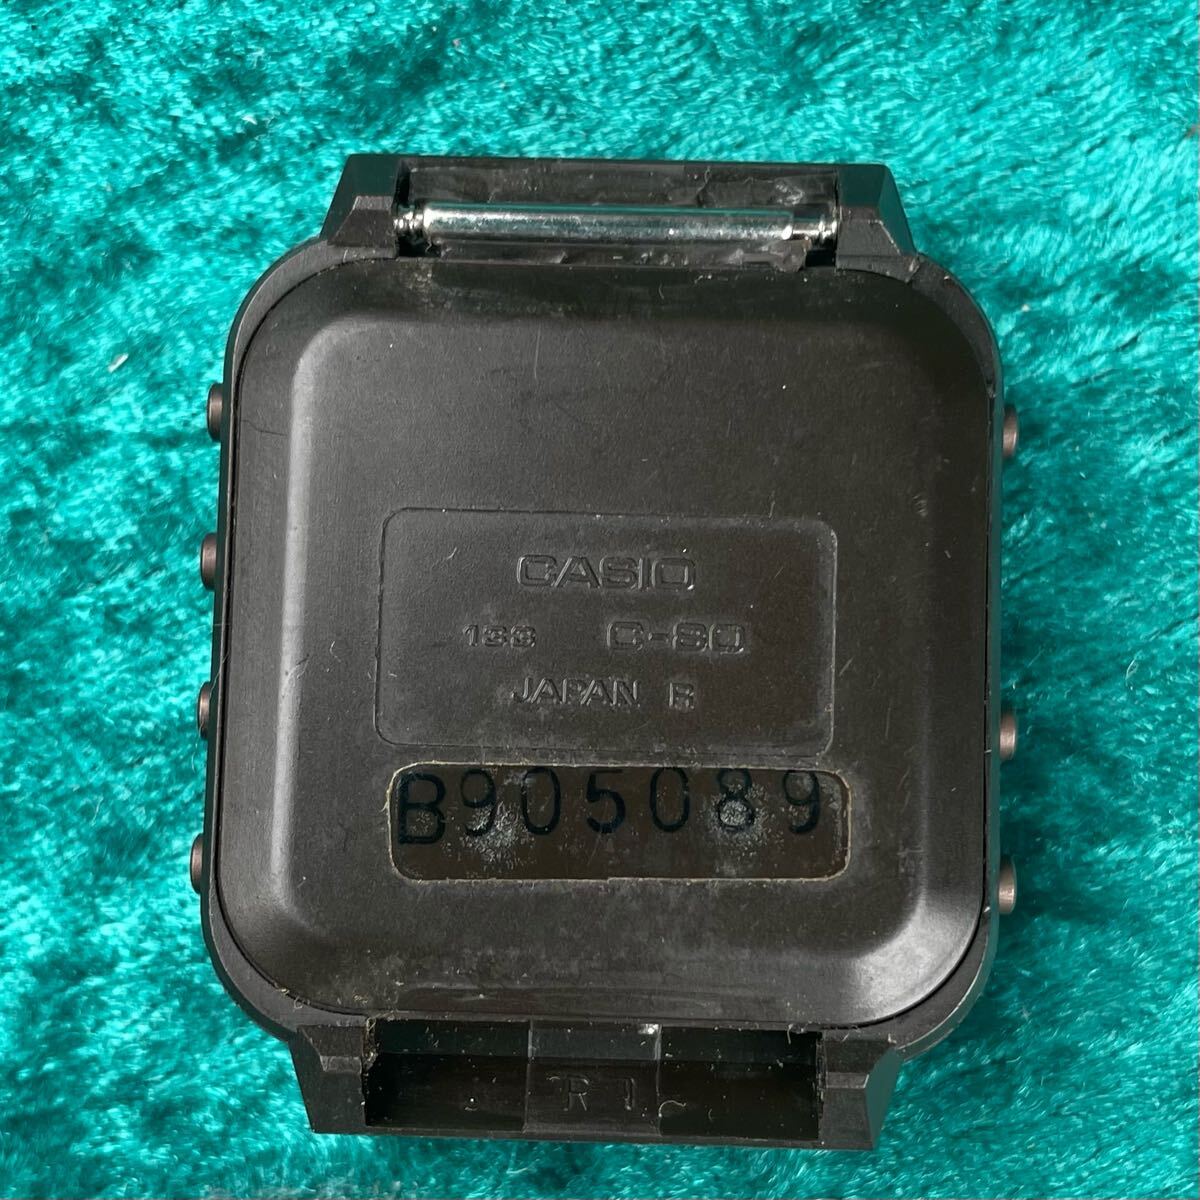 CASIO
133 C-80
JAPAN R
B905089